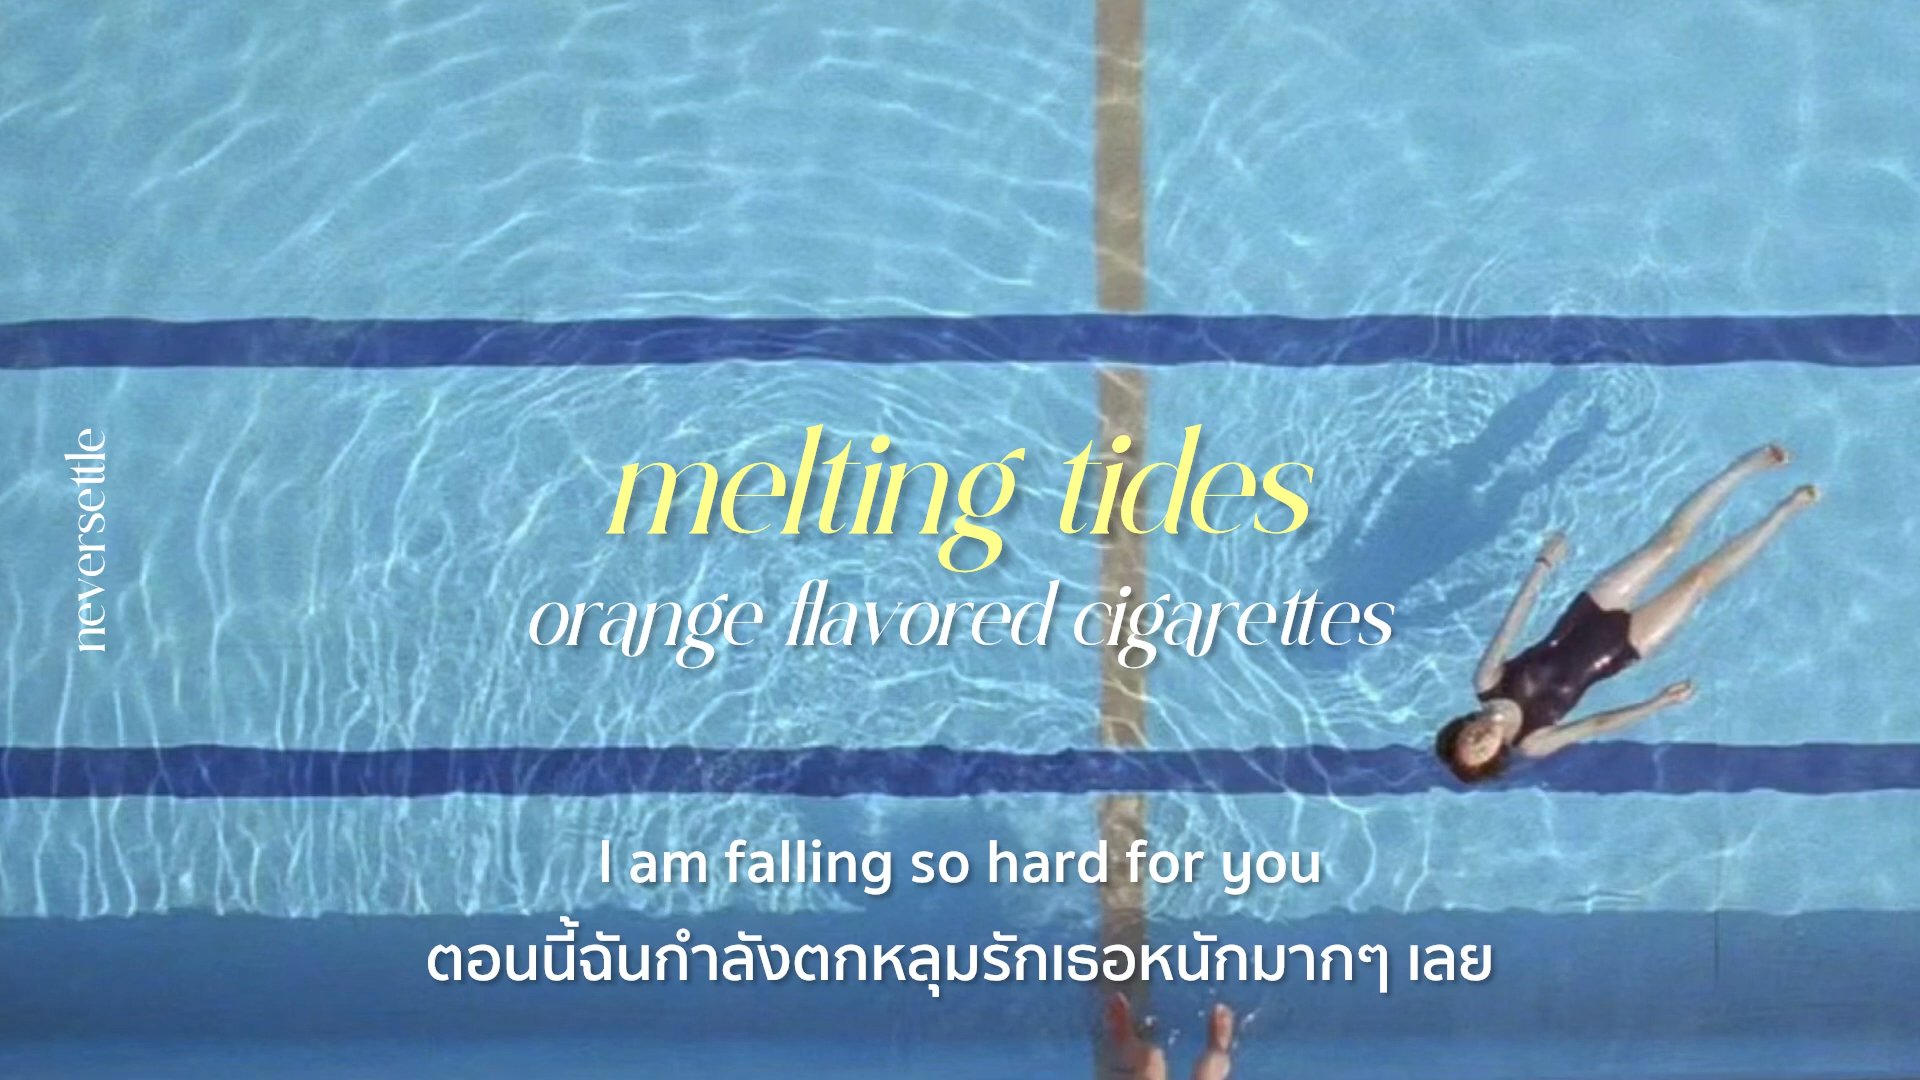 neversettle
melting tides
orange flavored cigarettes
I am falling so hard for you
ตอนนี้ฉันกำลังตกหลุมรักเธอหนักมากๆ เลย